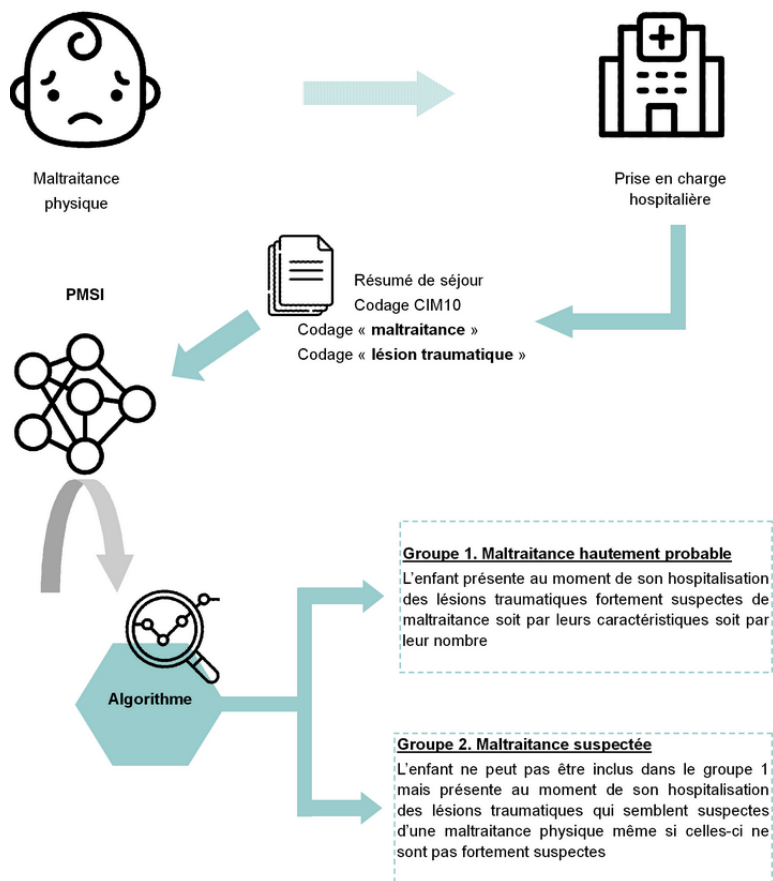 Maltraitance
physique
Prise en charge
hospitalière
Résumé de séjour
Codage CIM10
Codage « maltraitance »
Codage « lésion traumatique »
PMSI
Algorithme
Groupe 1. Maltraitance hautement probable
L'enfant présente au moment de son hospitalisation
des lésions traumatiques fortement suspectes de
maltraitance soit par leurs caractéristiques soit par
leur nombre
Groupe 2. Maltraitance suspectée
L'enfant ne peut pas être inclus dans le groupe 1
mais présente au moment de son hospitalisation
des lésions traumatiques qui semblent suspectes
d'une maltraitance physique même si celles-ci ne
sont pas fortement suspectes